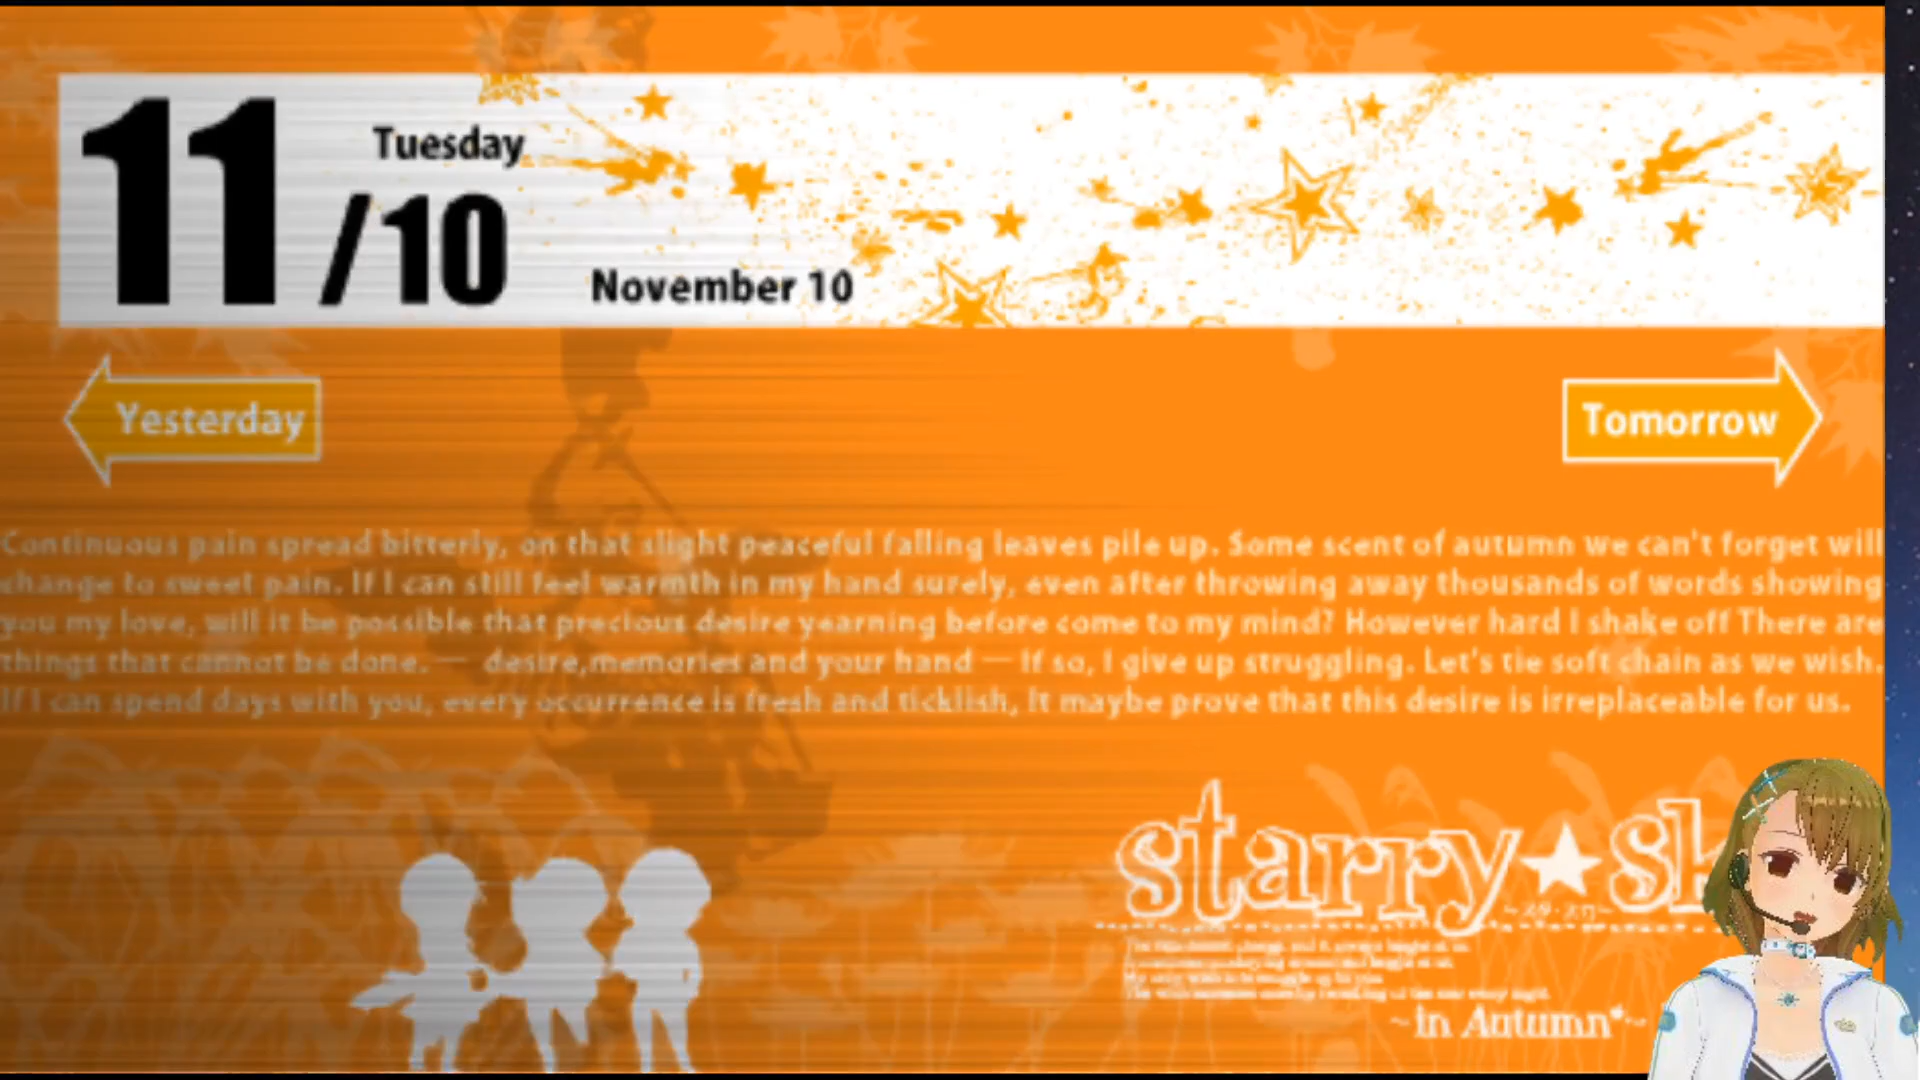 11/10
Tuesday
November 10
Yesterday
Tomorrow
Continuous pain spread bitterly, on that slight peaceful falling leaves pile up. Some scent of autumn we can't forget will
change to sweet pain. If I can still feel warmth in my hand surely, even after throwing away thousands of words showing
you my love, will it be possible that precious desire yearning before come to my mind? However hard I shake off There are
things that cannot be done. — desire,memories and your hand — If so, I give up struggling. Let's tie soft chain as we wish.
If I can spend days with you, every occurrence is fresh and ticklish, It maybe prove that this desire is irreplaceable for us.
starry★sk
~in Autumn*~